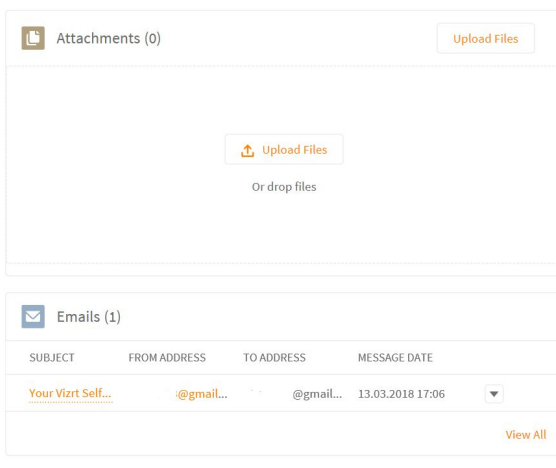 Attachments (0)
Upload Files
Upload Files
Or drop files
Emails (1)
SUBJECT FROM ADDRESS TO ADDRESS MESSAGE DATE
Your Vizrt Self... @gmail... @gmail... 13.03.2018 17:06
View All